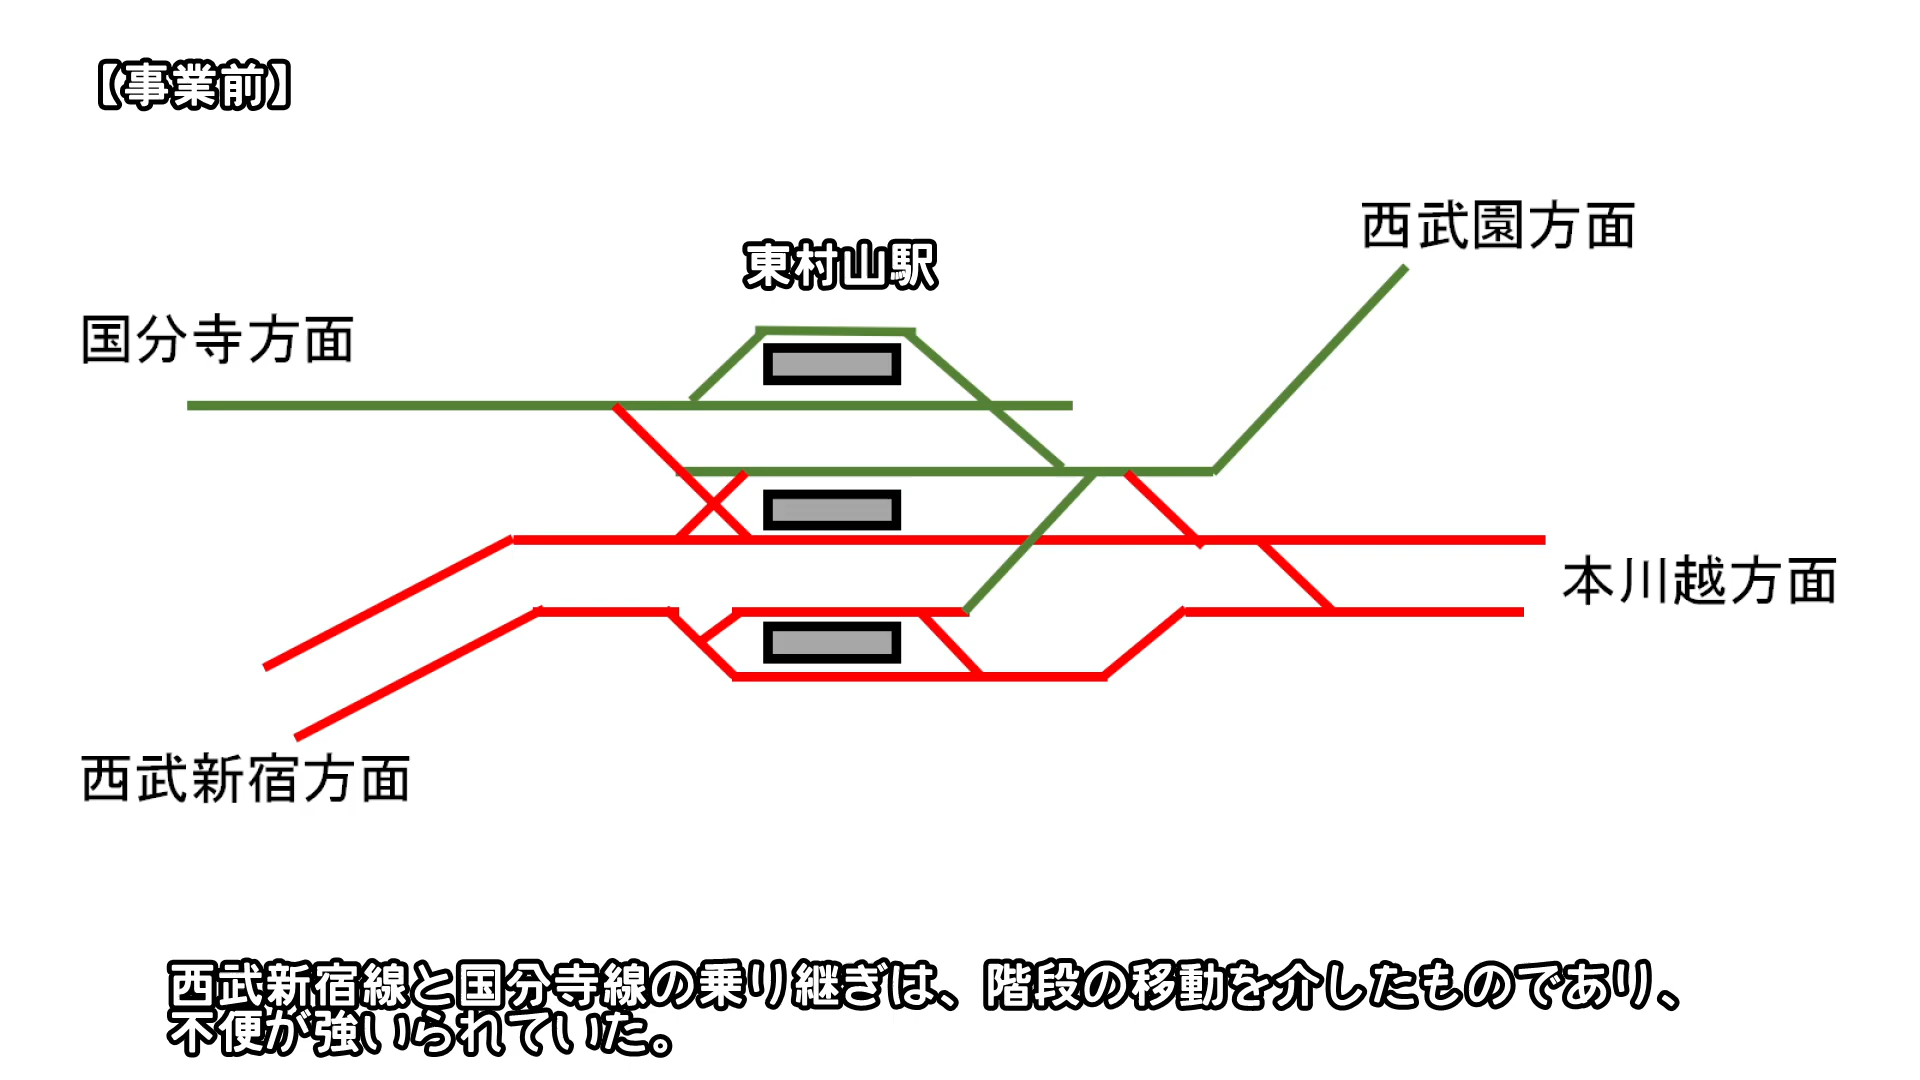 【事業前】
西武園方面
東村山駅
国分寺方面
本川越方面
西武新宿方面
西武新宿線と国分寺線の乗り継ぎは、階段の移動を介したものであり、
不便が強いられていた。